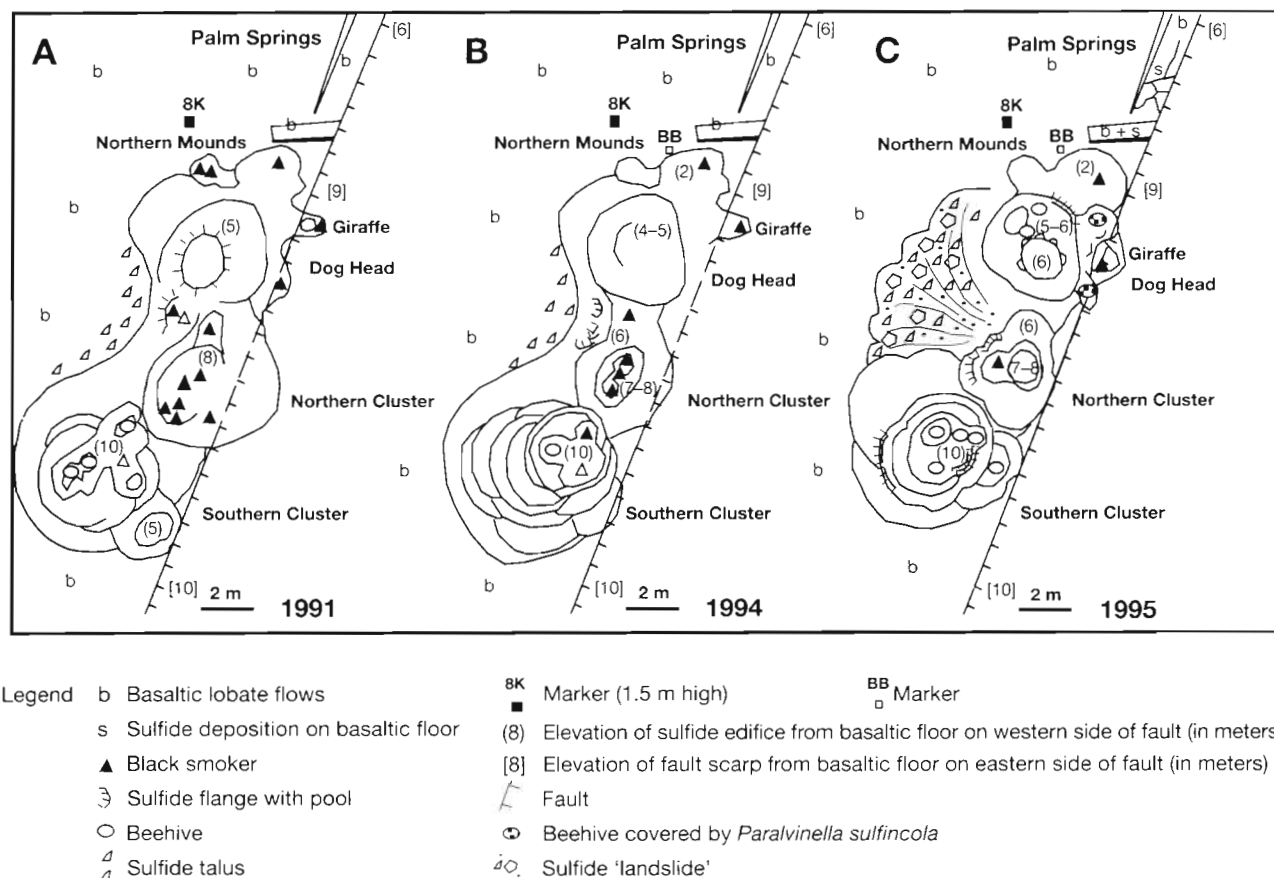 A
Palm Springs
[6]
b
b
b
8K
b
Northern Mounds
[9]
b
(5)
Giraffe
Dog Head
b
(8)
Northern Cluster
(10)
Southern Cluster
(5)
b
[10]
2 m
1991
B
Palm Springs
[6]
b
b
b
8K
BB
b
Northern Mounds
(2)
[9]
b
(4–5)
Giraffe
Dog Head
b
(6)
(7–8)
Northern Cluster
b
(10)
Southern Cluster
b
[10]
2 m
1994
C
Palm Springs
b
[6]
b
b
s
8K
BB
b + s
Northern Mounds
(2)
[9]
b
(5–6)
(6)
Giraffe
Dog Head
b
(6)
7–8
Northern Cluster
b
(10)
Southern Cluster
b
[10]
2 m
1995
Legend
b Basaltic lobate flows
s Sulfide deposition on basaltic floor
Black smoker
Sulfide flange with pool
Beehive
Sulfide talus
8K Marker (1.5 m high)
BB Marker
(8) Elevation of sulfide edifice from basaltic floor on western side of fault (in meters
[8] Elevation of fault scarp from basaltic floor on eastern side of fault (in meters)
Fault
Beehive covered by Paralvinella sulfincola
Sulfide 'landslide'